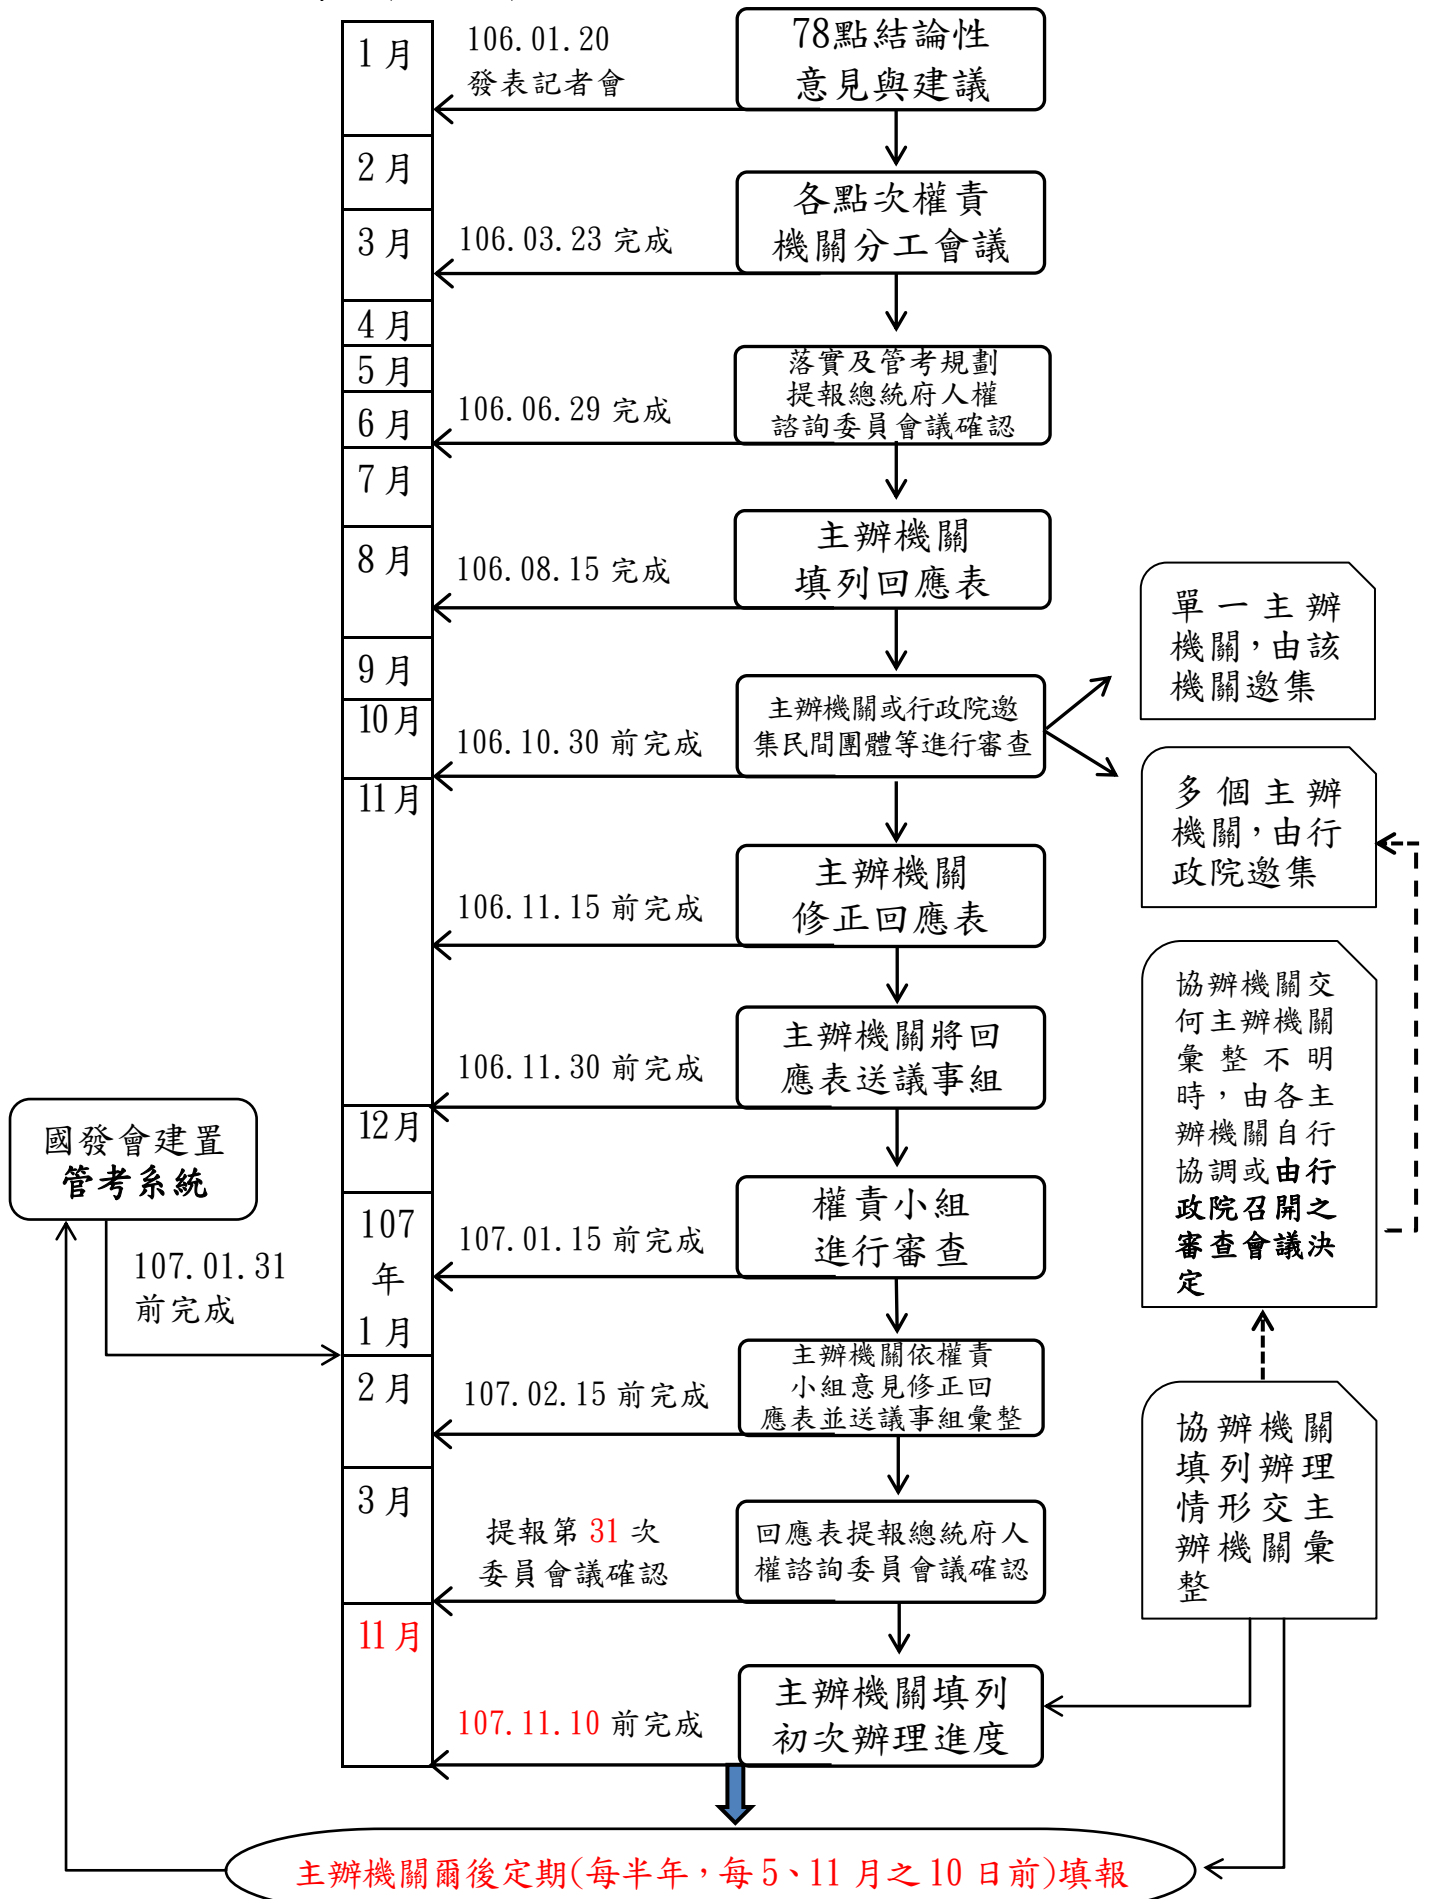 1月
106.01.20
發表記者會
78點結論性
意見與建議
2月
各點次權責
機關分工會議
3月
106.03.23 完成
4月
5月
落實及管考規劃
提報總統府人權
諮詢委員會議確認
6月
106.06.29 完成
7月
主辦機關
填列回應表
8月
106.08.15 完成
單一主辦
機關，由該
機關邀集
9月
10月
106.10.30 前完成
主辦機關或行政院邀
集民間團體等進行審查
11月
多個主辦
機關，由行
政院邀集
106.11.15 前完成
主辦機關
修正回應表
協辦機關交
何主辦機關
彙整不明
時，由各主
辦機關自行
協調或由行
政院召開之
審查會議決
定
106.11.30 前完成
主辦機關將回
應表送議事組
12月
國發會建置
管考系統
107.01.31
前完成
107
年
1月
107.01.15 前完成
權責小組
進行審查
2月
107.02.15 前完成
主辦機關依權責
小組意見修正回
應表並送議事組彙整
協辦機關
填列辦理
情形交主
辦機關彙
整
3月
提報第 31 次
委員會議確認
回應表提報總統府人
權諮詢委員會議確認
11月
107.11.10 前完成
主辦機關填列
初次辦理進度
主辦機關爾後定期(每半年，每 5、11 月之 10 日前)填報